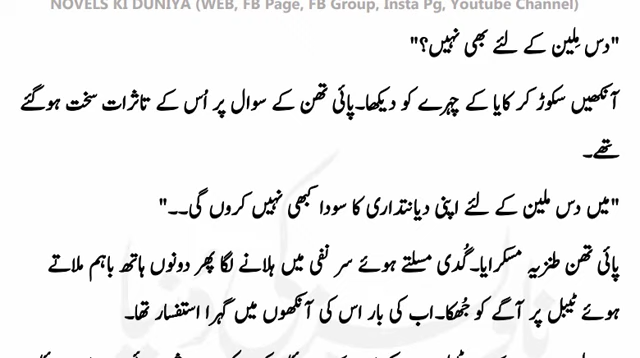 NOVELS KI DUNIYA (WEB, FB Page, FB Group, Insta Pg, Youtube Channel)
"دس مِلین کے لئے بھی نہیں؟"
آنکھیں سکوڑ کر کایا کے چہرے کو دیکھا۔پائی تھن کے سوال پر اُس کے تاثرات سخت ہوگئے
تھے۔
"میں دس ملین کے لئے اپنی دیانتداری کا سودا کبھی نہیں کروں گی۔۔"
پائی تھن طنزیہ مسکرایا۔گُدی مسلتے ہوئے سر نفی میں ہلانے لگا پھر دونوں ہاتھ باہم ملاتے
ہوئے ٹیبل پر آگے کو جُھکا۔اب کی بار اس کی آنکھوں میں گہرا استفسار تھا۔